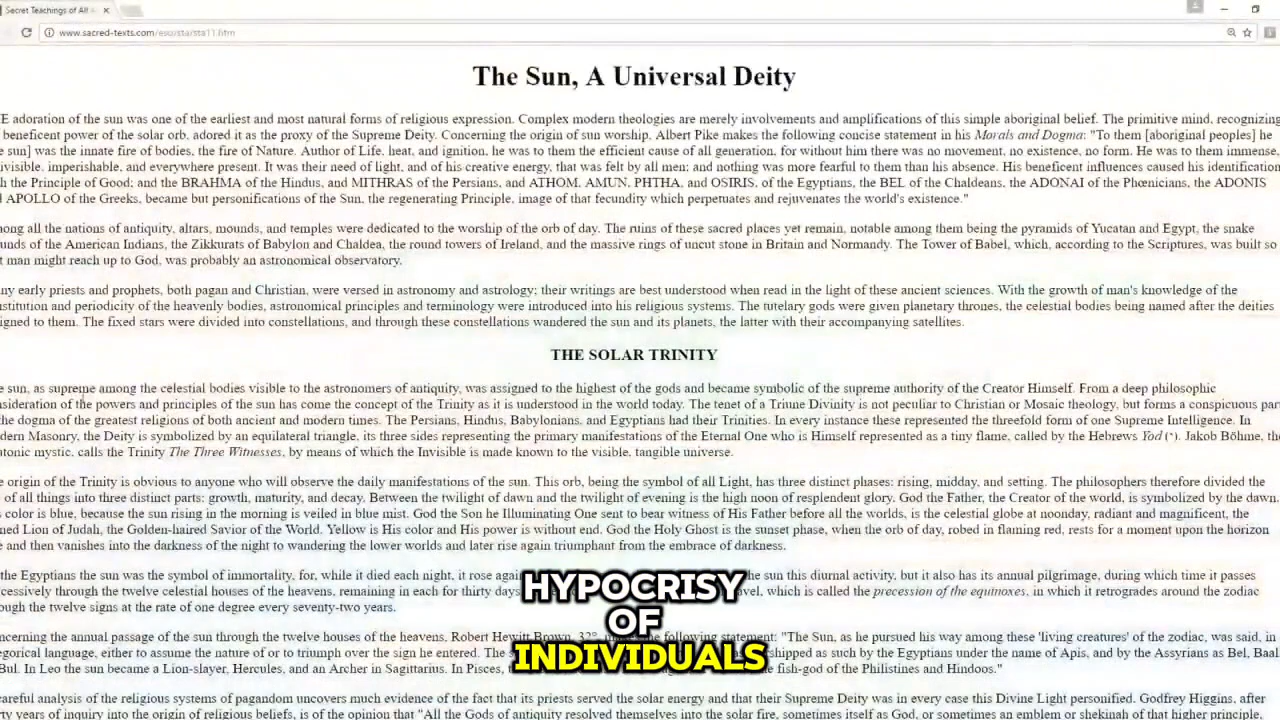 Secret Teachings of All A
www.sacred-texts.com/eso/sta/sta11.htm
The Sun, A Universal Deity
E adoration of the sun was one of the earliest and most natural forms of religious expression. Complex modern theologies are merely involvements and amplifications of this simple aboriginal belief. The primitive mind, recognizing
beneficent power of the solar orb, adored it as the proxy of the Supreme Deity. Concerning the origin of sun worship, Albert Pike makes the following concise statement in his Morals and Dogma: "To them [aboriginal peoples] he
e sun] was the innate fire of bodies, the fire of Nature. Author of Life, heat, and ignition, he was to them the efficient cause of all generation, for without him there was no movement, no existence, no form. He was to them immense,
ivisible, imperishable, and everywhere present. It was their need of light, and of his creative energy, that was felt by all men; and nothing was more fearful to them than his absence. His beneficent influences caused his identification
h the Principle of Good; and the BRAHMA of the Hindus, and MITHRAS of the Persians, and ATHOM, AMUN, PHTHA, and OSIRIS, of the Egyptians, the BEL of the Chaldeans, the ADONAI of the Phœnicians, the ADONIS
APOLLO of the Greeks, became but personifications of the Sun, the regenerating Principle, image of that fecundity which perpetuates and rejuvenates the world's existence."
ong all the nations of antiquity, altars, mounds, and temples were dedicated to the worship of the orb of day. The ruins of these sacred places yet remain, notable among them being the pyramids of Yucatan and Egypt, the snake
unds of the American Indians, the Zikkurats of Babylon and Chaldea, the round towers of Ireland, and the massive rings of uncut stone in Britain and Normandy. The Tower of Babel, which, according to the Scriptures, was built so
t man might reach up to God, was probably an astronomical observatory.
ny early priests and prophets, both pagan and Christian, were versed in astronomy and astrology; their writings are best understood when read in the light of these ancient sciences. With the growth of man's knowledge of the
nstitution and periodicity of the heavenly bodies, astronomical principles and terminology were introduced into his religious systems. The tutelary gods were given planetary thrones, the celestial bodies being named after the deities
igned to them. The fixed stars were divided into constellations, and through these constellations wandered the sun and its planets, the latter with their accompanying satellites.
THE SOLAR TRINITY
e sun, as supreme among the celestial bodies visible to the astronomers of antiquity, was assigned to the highest of the gods and became symbolic of the supreme authority of the Creator Himself. From a deep philosophic
nsideration of the powers and principles of the sun has come the concept of the Trinity as it is understood in the world today. The tenet of a Triune Divinity is not peculiar to Christian or Mosaic theology, but forms a conspicuous part
the dogma of the greatest religions of both ancient and modern times. The Persians, Hindus, Babylonians, and Egyptians had their Trinities. In every instance these represented the threefold form of one Supreme Intelligence. In
dern Masonry, the Deity is symbolized by an equilateral triangle, its three sides representing the primary manifestations of the Eternal One who is Himself represented as a tiny flame, called by the Hebrews Yod (י). Jakob Böhme, the
tonic mystic, calls the Trinity The Three Witnesses, by means of which the Invisible is made known to the visible, tangible universe.
e origin of the Trinity is obvious to anyone who will observe the daily manifestations of the sun. This orb, being the symbol of all Light, has three distinct phases: rising, midday, and setting. The philosophers therefore divided the
of all things into three distinct parts: growth, maturity, and decay. Between the twilight of dawn and the twilight of evening is the high noon of resplendent glory. God the Father, the Creator of the world, is symbolized by the dawn.
color is blue, because the sun rising in the morning is veiled in blue mist. God the Son he Illuminating One sent to bear witness of His Father before all the worlds, is the celestial globe at noonday, radiant and magnificent, the
ned Lion of Judah, the Golden-haired Savior of the World. Yellow is His color and His power is without end. God the Holy Ghost is the sunset phase, when the orb of day, robed in flaming red, rests for a moment upon the horizon
e and then vanishes into the darkness of the night to wandering the lower worlds and later rise again triumphant from the embrace of darkness.
the Egyptians the sun was the symbol of immortality, for, while it died each night, it rose again the sun this diurnal activity, but it also has its annual pilgrimage, during which time it passes
cessively through the twelve celestial houses of the heavens, remaining in each for thirty days which is called the precession of the equinoxes, in which it retrogrades around the zodiac
ough the twelve signs at the rate of one degree every seventy-two years.
HYPOCRISY
OF
INDIVIDUALS
ncerning the annual passage of the sun through the twelve houses of the heavens, Robert Hewitt Brown, 32°, the following statement: "The Sun, as he pursued his way among these 'living creatures' of the zodiac, was said, in
egorical language, either to assume the nature of or to triumph over the sign he entered. The as such by the Egyptians under the name of Apis, and by the Assyrians as Bel, Baal,
Bul. In Leo the sun became a Lion-slayer, Hercules, and an Archer in Sagittarius. In Pisces, fish-god of the Philistines and Hindoos."
areful analysis of the religious systems of pagandom uncovers much evidence of the fact that its priests served the solar energy and that their Supreme Deity was in every case this Divine Light personified. Godfrey Higgins, after
rty years of inquiry into the origin of religious beliefs, is of the opinion that "All the Gods of antiquity resolved themselves into the solar fire, sometimes itself as God, or sometimes an emblem or shekinah of that higher principle,